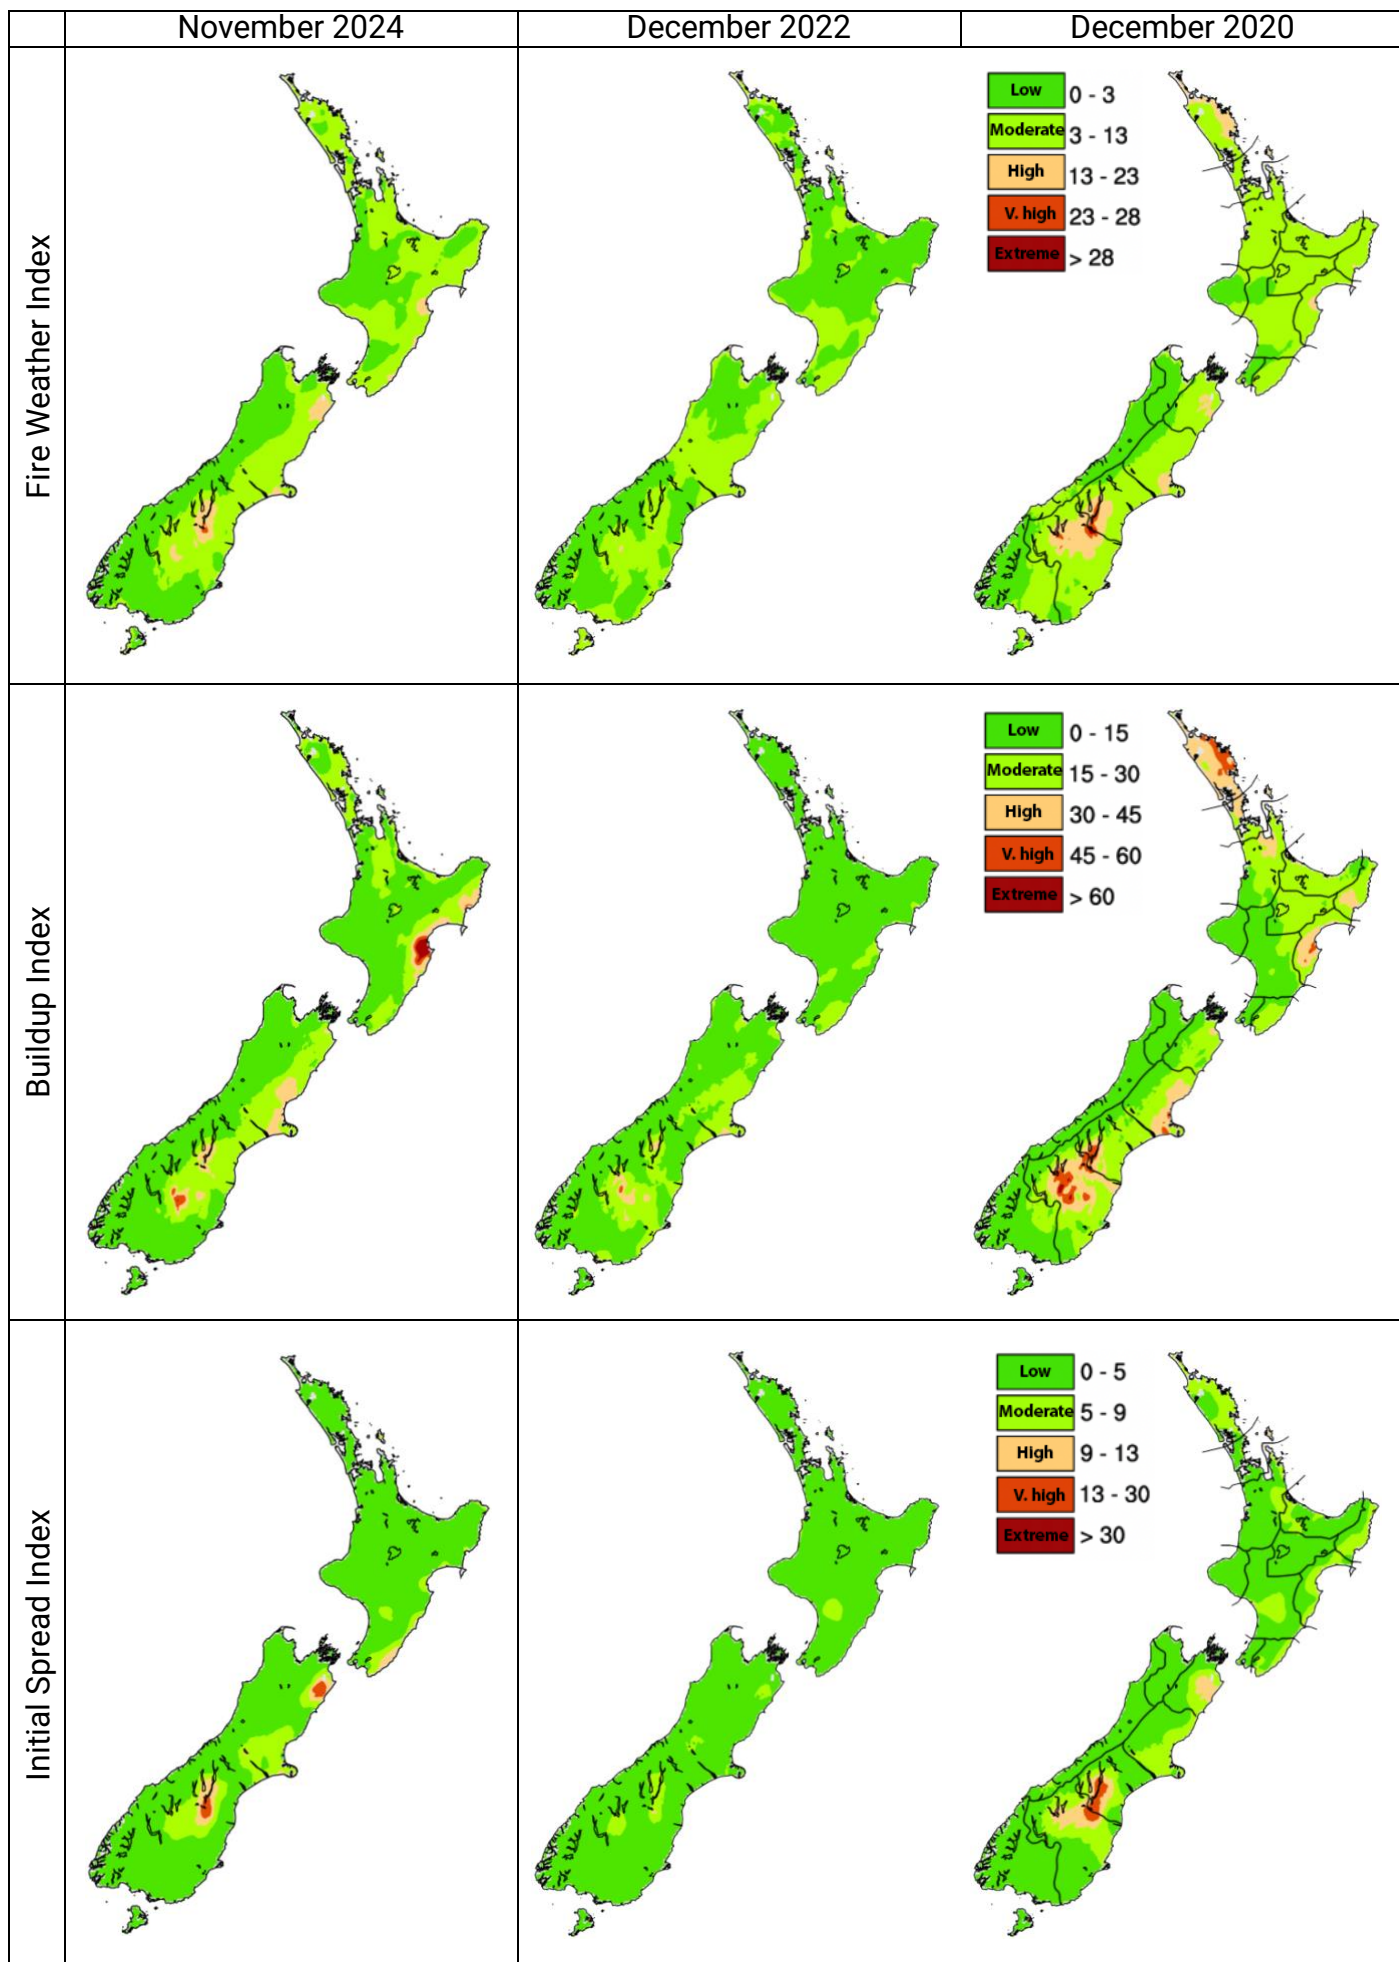 November 2024
December 2022
December 2020
Fire Weather Index
Low 0 - 3
Moderate 3 - 13
High 13 - 23
V. high 23 - 28
Extreme > 28
Buildup Index
Low 0 - 15
Moderate 15 - 30
High 30 - 45
V. high 45 - 60
Extreme > 60
Initial Spread Index
Low 0 - 5
Moderate 5 - 9
High 9 - 13
V. high 13 - 30
Extreme > 30